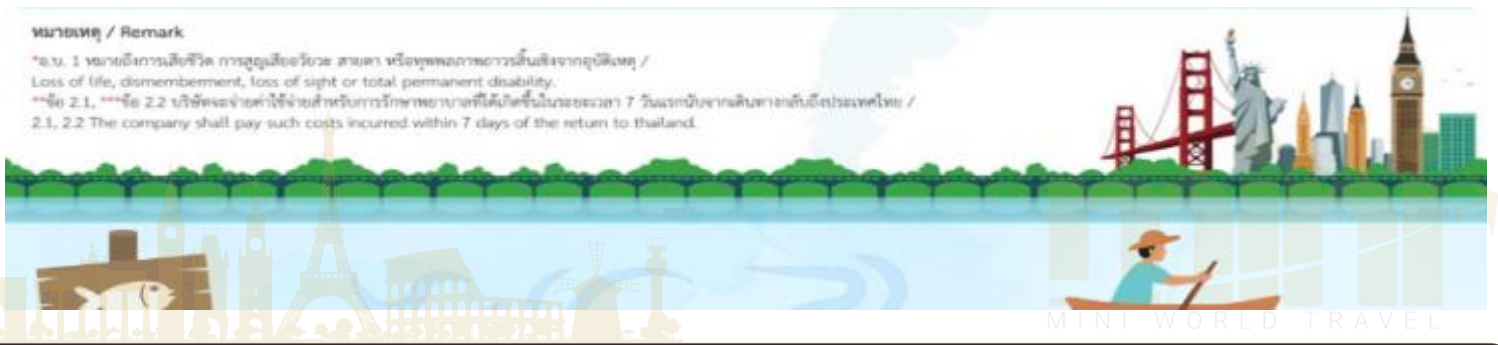 หมายเหตุ / Remark
*อ.บ. 1 หมายถึงการเสียชีวิต การสูญเสียอวัยวะ สายตา หรือทุพพลภาพถาวรสิ้นเชิงจากอุบัติเหตุ /
Loss of life, dismemberment, loss of sight or total permanent disability.
**ข้อ 2.1, ***ข้อ 2.2 บริษัทจะจ่ายค่าใช้จ่ายสำหรับการรักษาพยาบาลที่ได้เกิดขึ้นในระยะเวลา 7 วันแรกนับจากเดินทางกลับถึงประเทศไทย /
2.1, 2.2 The company shall pay such costs incurred within 7 days of the return to thailand.
MINI WORLD TRAVEL